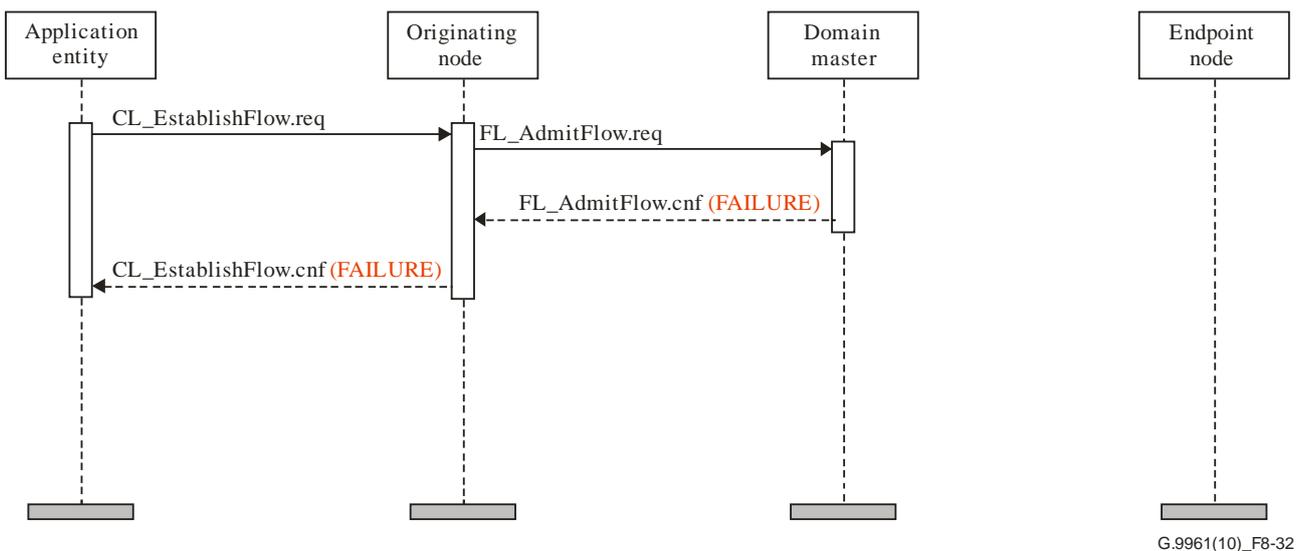 Application
entity
Originating
node
Domain
master
Endpoint
node
CL_EstablishFlow.req
FL_AdmitFlow.req
FL_AdmitFlow.cnf (FAILURE)
CL_EstablishFlow.cnf (FAILURE)
G.9961(10)_F8-32